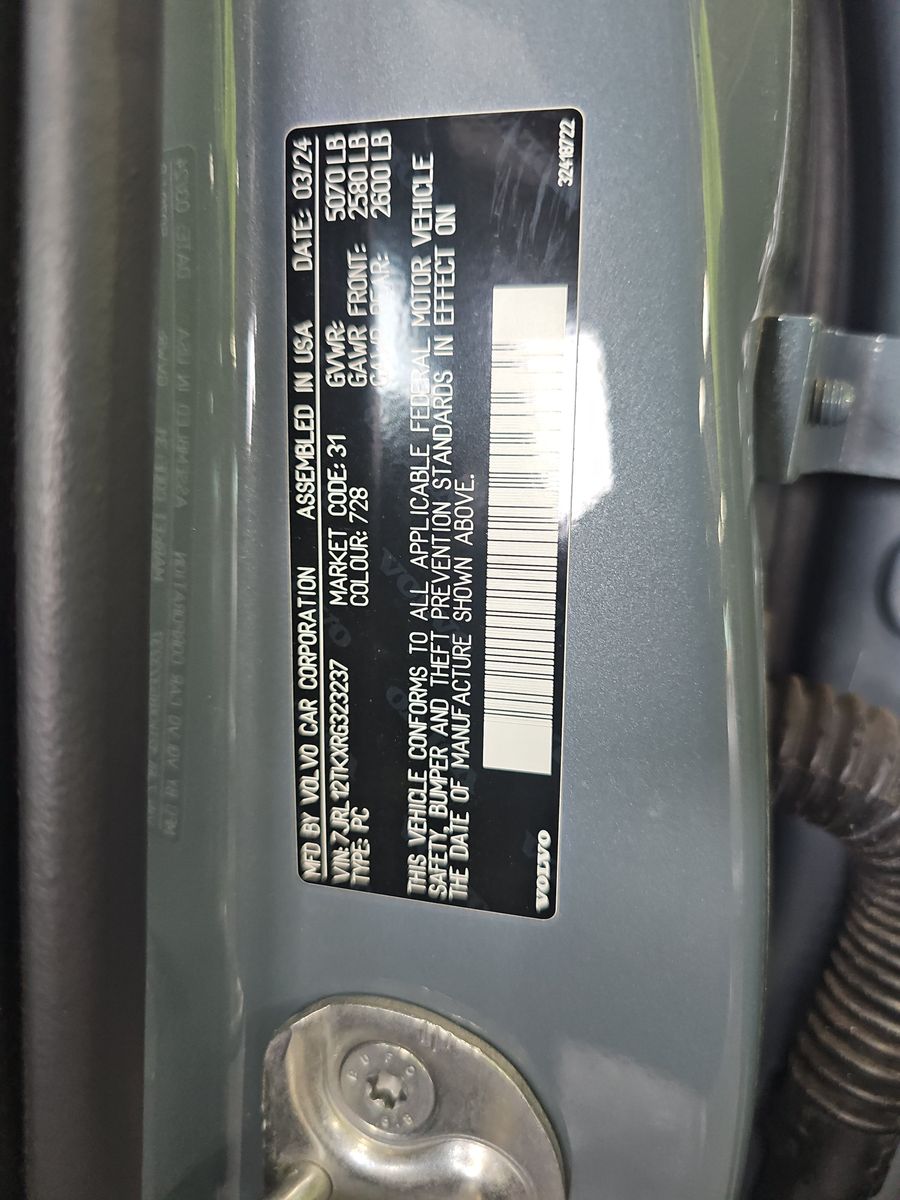 MFD BY VOLVO CAR CORPORATION ASSEMBLED IN USA DATE: 03/24
VIN: 7JRL12TKXRG323237 MARKET CODE: 31 GVWR: 5070 LB
TYPE: PC COLOUR: 728 GAWR FRONT: 2580 LB
GAWR REAR: 2600 LB
THIS VEHICLE CONFORMS TO ALL APPLICABLE FEDERAL MOTOR VEHICLE
SAFETY, BUMPER AND THEFT PREVENTION STANDARDS IN EFFECT ON
THE DATE OF MANUFACTURE SHOWN ABOVE.
VOLVO 32418722